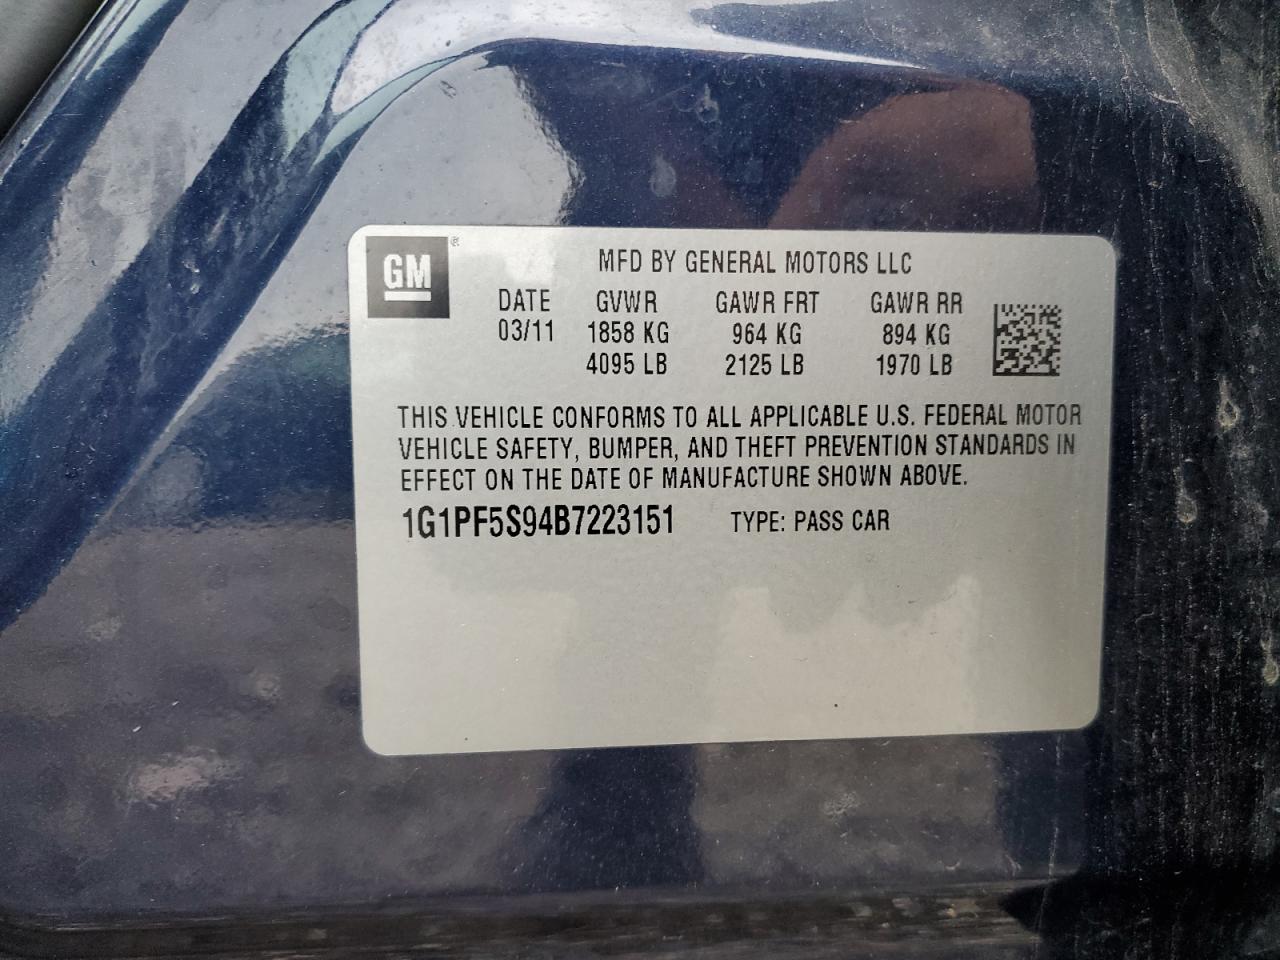 GM ®
MFD BY GENERAL MOTORS LLC
DATE GVWR GAWR FRT GAWR RR
03/11 1858 KG 964 KG 894 KG
4095 LB 2125 LB 1970 LB
THIS VEHICLE CONFORMS TO ALL APPLICABLE U.S. FEDERAL MOTOR
VEHICLE SAFETY, BUMPER, AND THEFT PREVENTION STANDARDS IN
EFFECT ON THE DATE OF MANUFACTURE SHOWN ABOVE.
1G1PF5S94B7223151 TYPE: PASS CAR